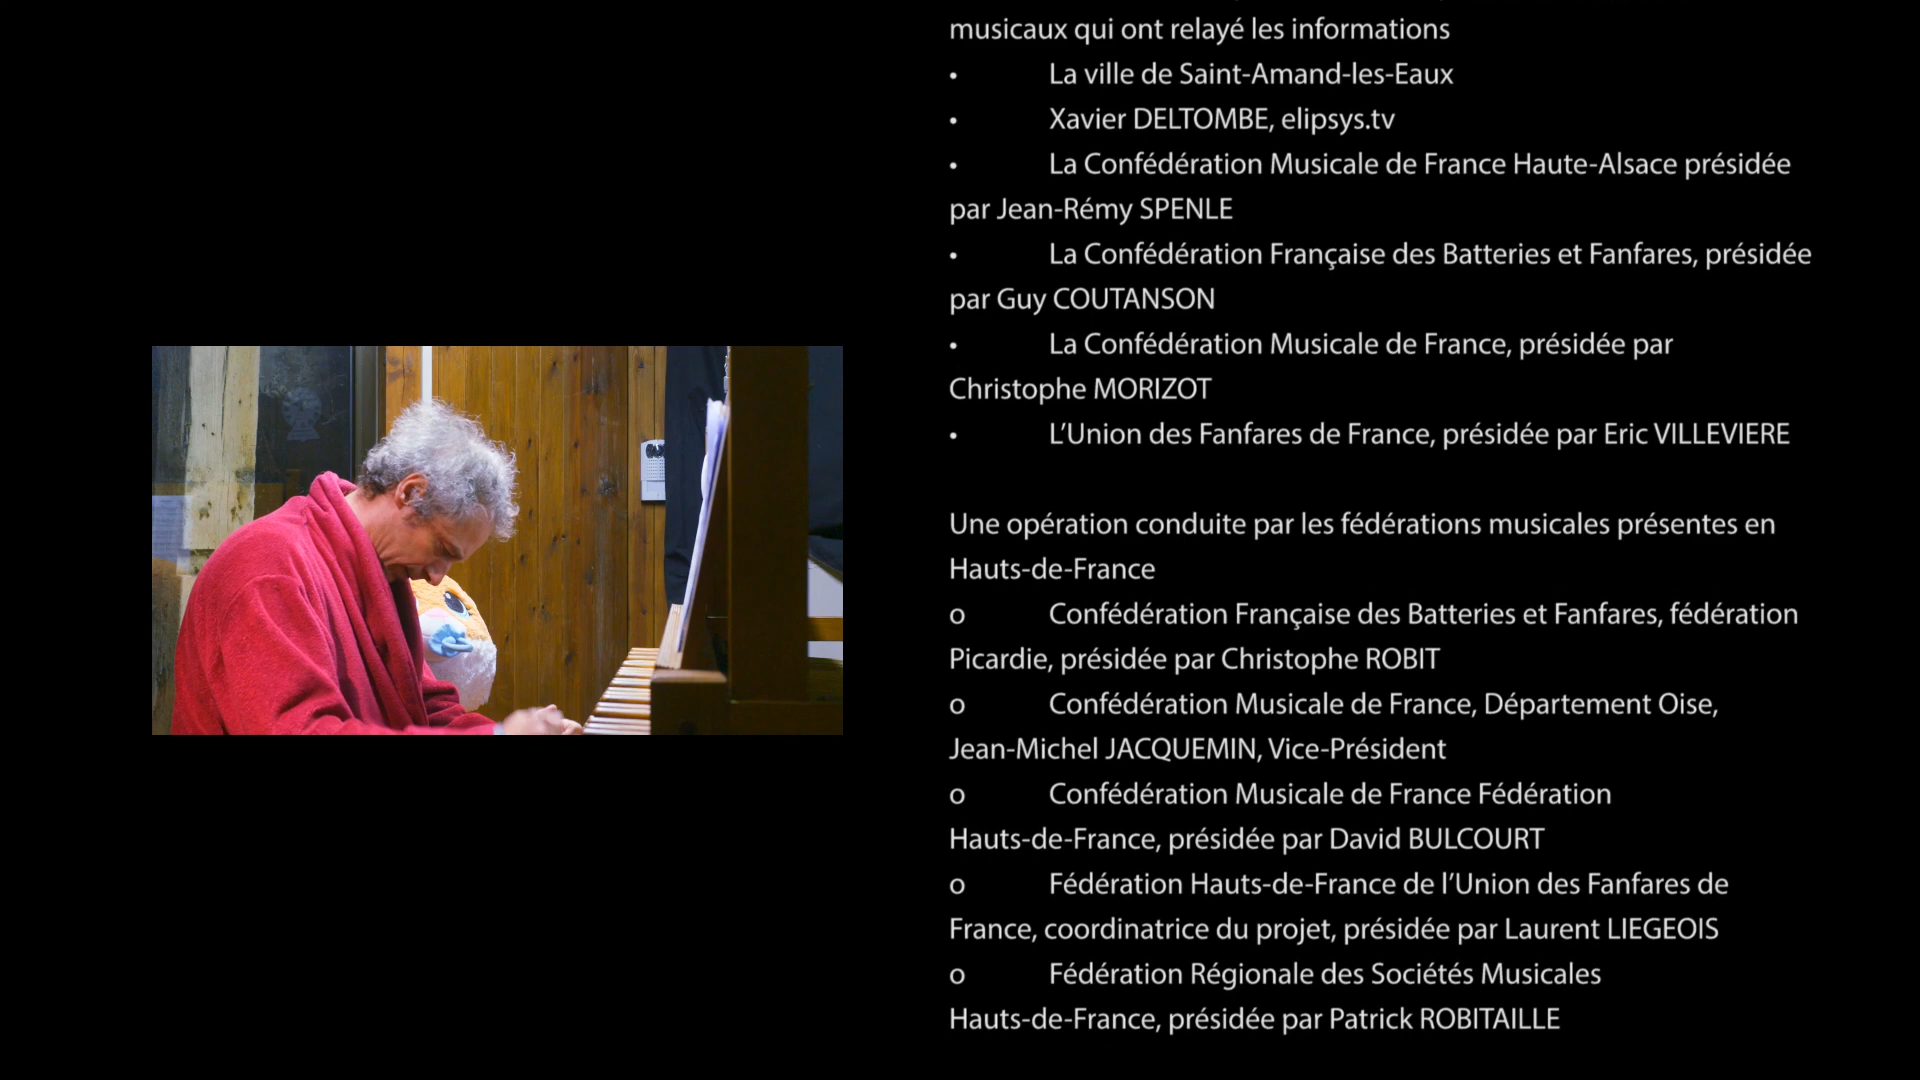 musicaux qui ont relayé les informations
• La ville de Saint-Amand-les-Eaux
• Xavier DELTOMBE, elipsys.tv
• La Confédération Musicale de France Haute-Alsace présidée
par Jean-Rémy SPENLE
• La Confédération Française des Batteries et Fanfares, présidée
par Guy COUTANSON
• La Confédération Musicale de France, présidée par
Christophe MORIZOT
• L’Union des Fanfares de France, présidée par Eric VILLEVIERE
Une opération conduite par les fédérations musicales présentes en
Hauts-de-France
o Confédération Française des Batteries et Fanfares, fédération
Picardie, présidée par Christophe ROBIT
o Confédération Musicale de France, Département Oise,
Jean-Michel JACQUEMIN, Vice-Président
o Confédération Musicale de France Fédération
Hauts-de-France, présidée par David BULCOURT
o Fédération Hauts-de-France de l’Union des Fanfares de
France, coordinatrice du projet, présidée par Laurent LIEGEOIS
o Fédération Régionale des Sociétés Musicales
Hauts-de-France, présidée par Patrick ROBITAILLE